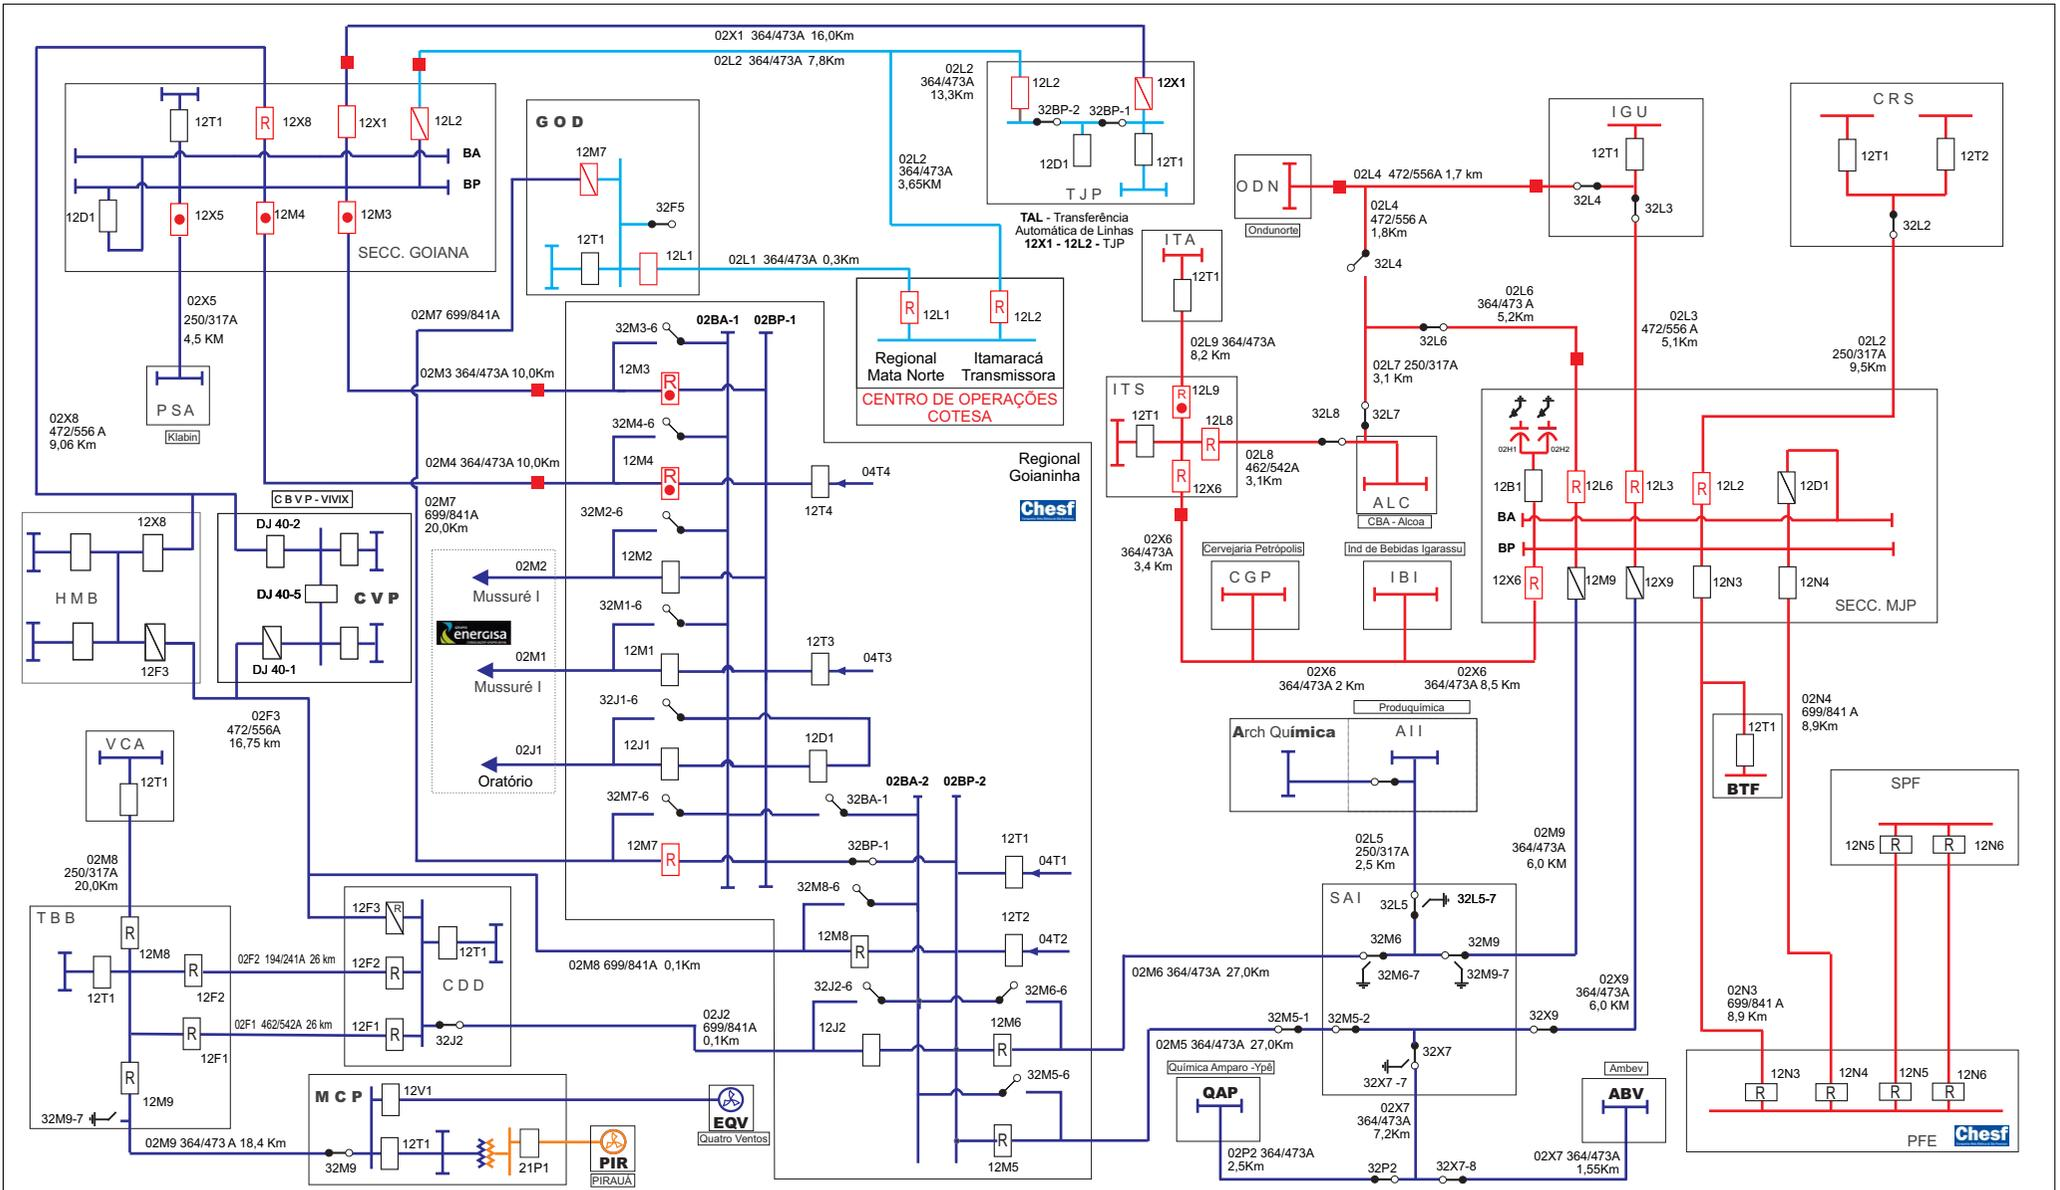 02X1 364/473A 16,0Km
02L2 364/473A 7,8Km
02L2
364/473A
13,3Km
12L2
12X1
32BP-2
32BP-1
12D1
12T1
TJP
TAL - Transferência
Automática de Linhas
12X1 - 12L2 - TJP
12T1
12X8
12X1
12L2
BA
BP
12D1
12X5
12M4
12M3
SECC. GOIANA
GOD
12M7
32F5
12T1
12L1
02L1 364/473A 0,3Km
02L2
364/473A
3,65KM
12L1
12L2
Regional
Mata Norte
Itamaracá
Transmissora
CENTRO DE OPERAÇÕES
COTESA
ODN
Ondunorte
02L4 472/556A 1,7 km
02L4
472/556 A
1,8Km
32L4
IGU
12T1
32L4
32L3
CRS
12T1
12T2
32L2
ITA
12T1
02L9 364/473A
8,2 Km
02L6
364/473 A
5,2Km
32L6
02L3
472/556 A
5,1Km
02L2
250/317A
9,5Km
02L7 250/317A
3,1 Km
32L8
32L7
ITS
12L9
12T1
12L8
12X6
02L8
462/542A
3,1Km
ALC
CBA - Alcoa
02X5
250/317A
4,5 KM
PSA
Klabin
02X8
472/556 A
9,06 Km
02M7 699/841A
02M3 364/473A 10,0Km
02M4 364/473A 10,0Km
02M7
699/841A
20,0Km
02BA-1
02BP-1
32M3-6
12M3
32M4-6
12M4
12T4
04T4
32M2-6
12M2
02M2
Mussuré I
32M1-6
12M1
02M1
Mussuré I
12T3
04T3
32J1-6
12J1
02J1
Oratório
12D1
32M7-6
12M7
32BA-1
32BP-1
02BA-2
02BP-2
Regional
Goianinha
Chesf
energisa
CBVP - VIVIX
DJ 40-2
DJ 40-5
CVP
DJ 40-1
12X8
HMB
12F3
02F3
472/556A
16,75 km
VCA
12T1
02M8
250/317A
20,0Km
TBB
12M8
12T1
12F2
12F1
12M9
32M9-7
02F2 194/241A 26 km
02F1 462/542A 26 km
12F3
12F2
12F1
12T1
CDD
32J2
02M9 364/473 A 18,4 Km
32M9
MCP
12V1
12T1
21P1
EQV
Quatro Ventos
PIR
PIRAUÁ
02M8 699/841A 0,1Km
02J2
699/841A
0,1Km
12T1
04T1
32M8-6
12M8
12T2
04T2
32J2-6
32M6-6
12J2
12M6
32M5-6
12M5
02M6 364/473A 27,0Km
02M5 364/473A 27,0Km
02X6
364/473A
3,4 Km
Cervejaria Petrópolis
CGP
Ind de Bebidas Igarassu
IBI
02X6
364/473A 2 Km
02X6
364/473A 8,5 Km
02H1
02H2
12B1
12L6
12L3
12L2
12D1
BA
BP
12X6
12M9
12X9
12N3
12N4
SECC. MJP
Produquímica
Arch Química
AII
02L5
250/317A
2,5 Km
02M9
364/473A
6,0 KM
SAI
32L5
32L5-7
32M6
32M6-7
32M9
32M9-7
32M5-1
32M5-2
32X9
32X7
32X7 -7
02X9
364/473A
6,0 KM
Química Amparo -Ypê
QAP
Ambev
ABV
02X7
364/473A
7,2Km
02P2 364/473A
2,5Km
32P2
32X7-8
02X7 364/473A
1,55Km
12T1
BTF
02N4
699/841 A
8,9Km
02N3
699/841 A
8,9 Km
SPF
12N5
R
R
12N6
12N3
12N4
12N5
12N6
R
R
R
R
PFE
Chesf